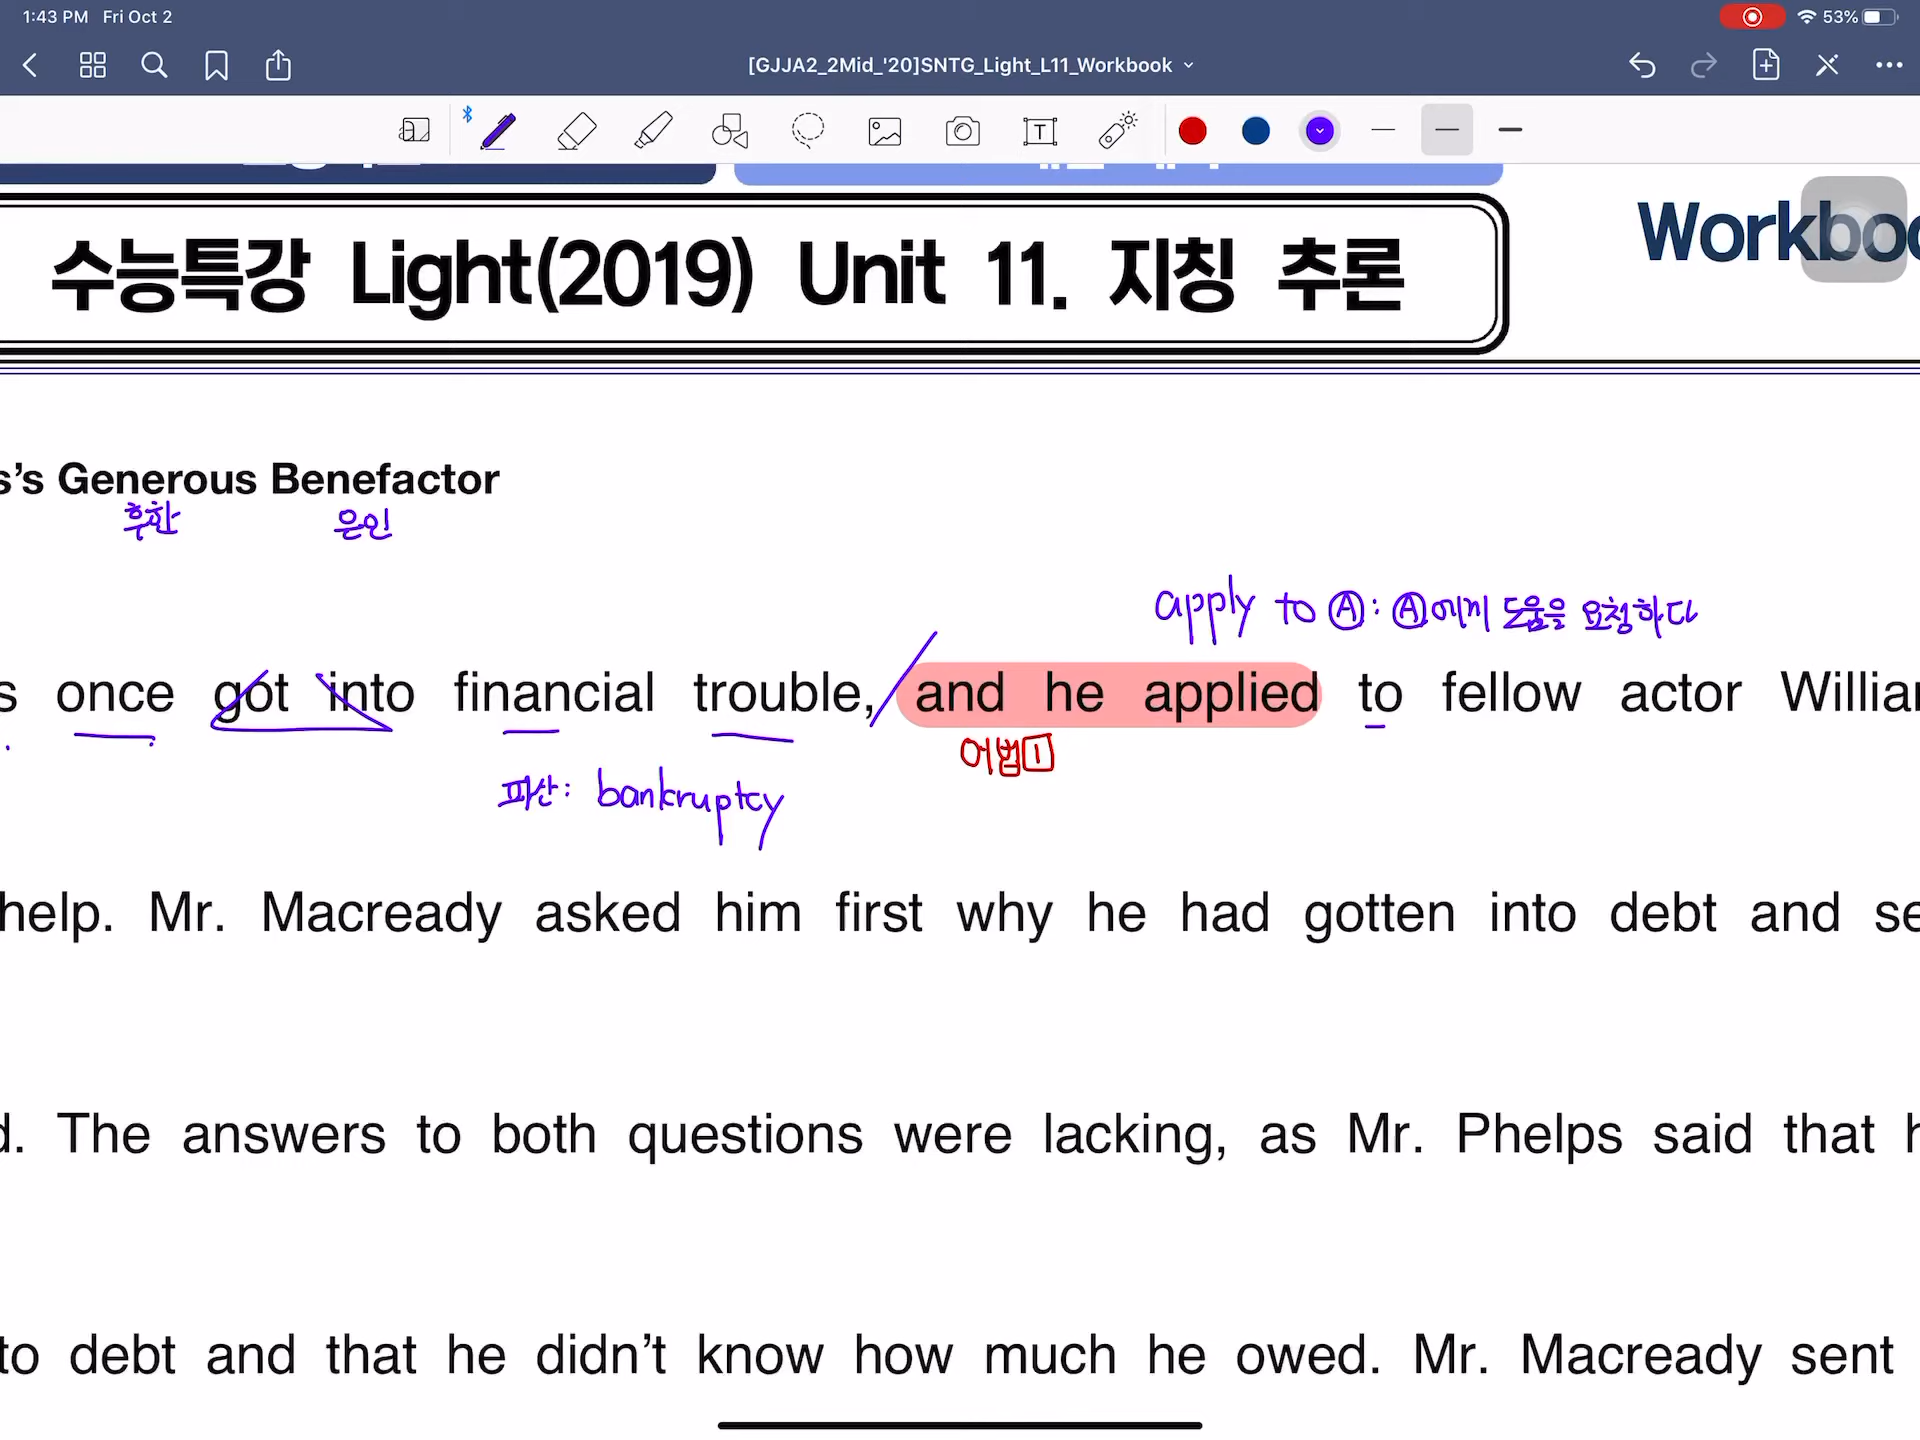 1:43 PM Fri Oct 2
53%
[GJJA2_2Mid_'20]SNTG_Light_L11_Workbook
수능특강 Light(2019) Unit 11. 지칭 추론
Workboo
s's Generous Benefactor
후한 은인
apply to Ⓐ: Ⓐ에게 도움을 요청하다
s once got into financial trouble, and he applied to fellow actor Willia
어법1
파산: bankruptcy
help. Mr. Macready asked him first why he had gotten into debt and se
d. The answers to both questions were lacking, as Mr. Phelps said that h
to debt and that he didn't know how much he owed. Mr. Macready sent